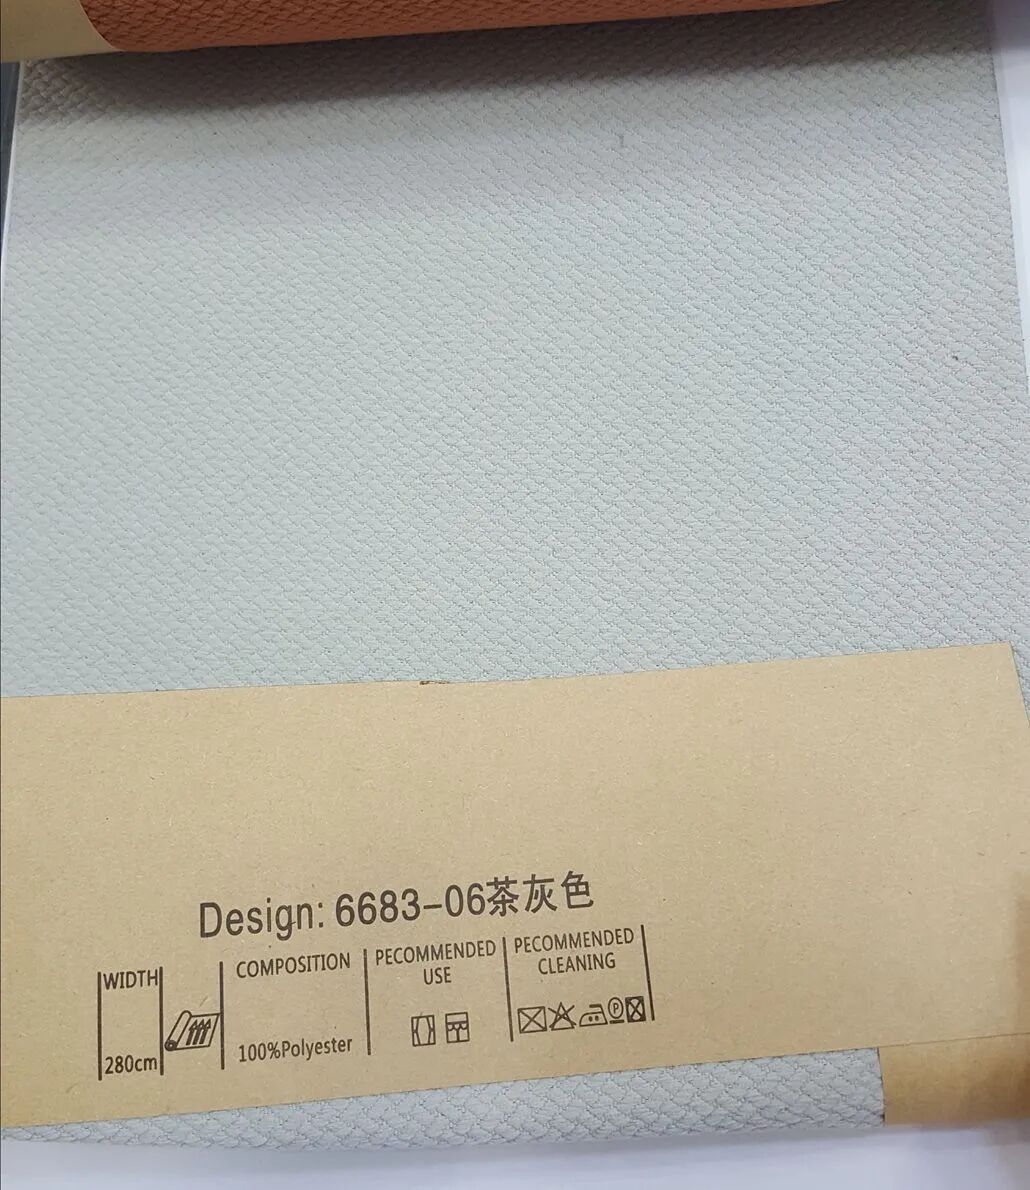 Design: 6683-06茶灰色
WIDTH
280cm
COMPOSITION
100%Polyester
PECOMMENDED
USE
PECOMMENDED
CLEANING
P